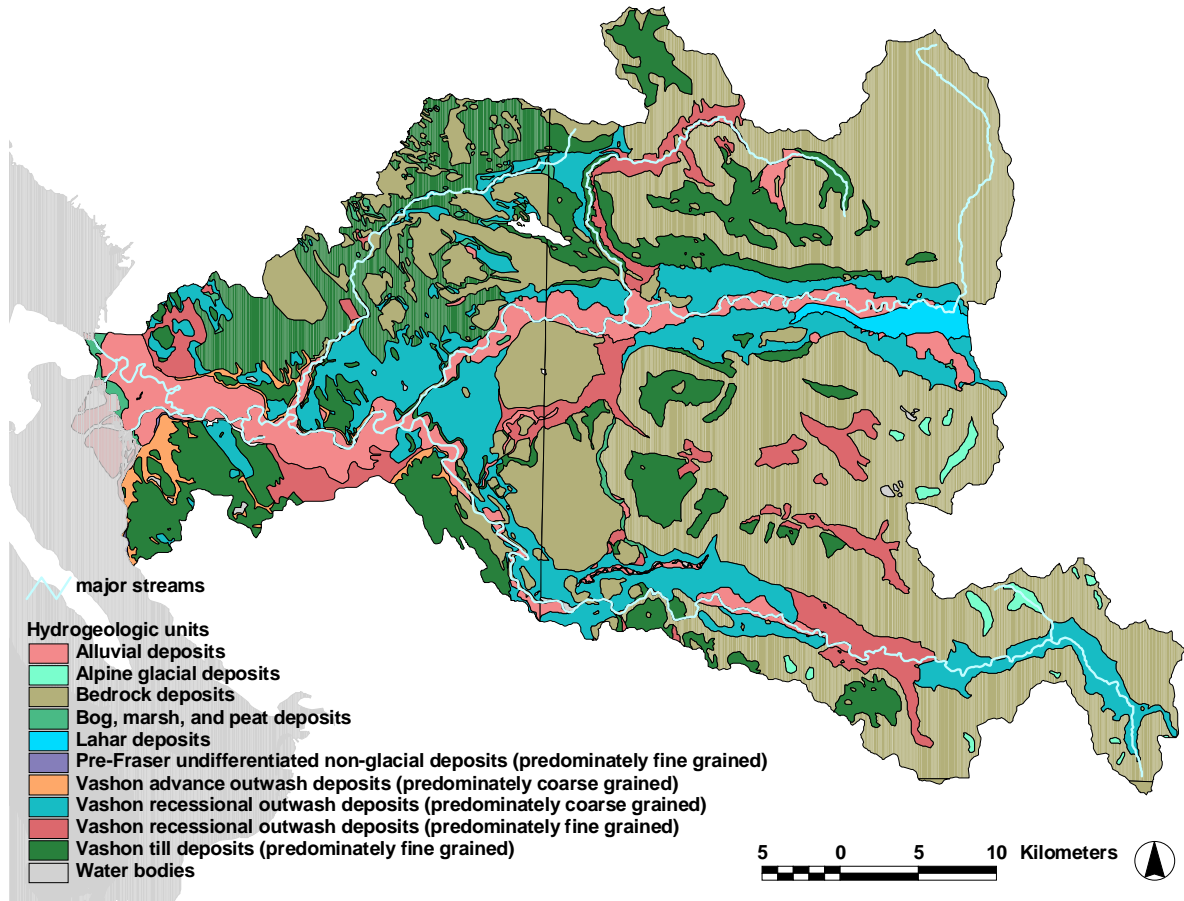 major streams
Hydrogeologic units
Alluvial deposits
Alpine glacial deposits
Bedrock deposits
Bog, marsh, and peat deposits
Lahar deposits
Pre-Fraser undifferentiated non-glacial deposits (predominately fine grained)
Vashon advance outwash deposits (predominately coarse grained)
Vashon recessional outwash deposits (predominately coarse grained)
Vashon recessional outwash deposits (predominately fine grained)
Vashon till deposits (predominately fine grained)
Water bodies
5 0 5 10 Kilometers